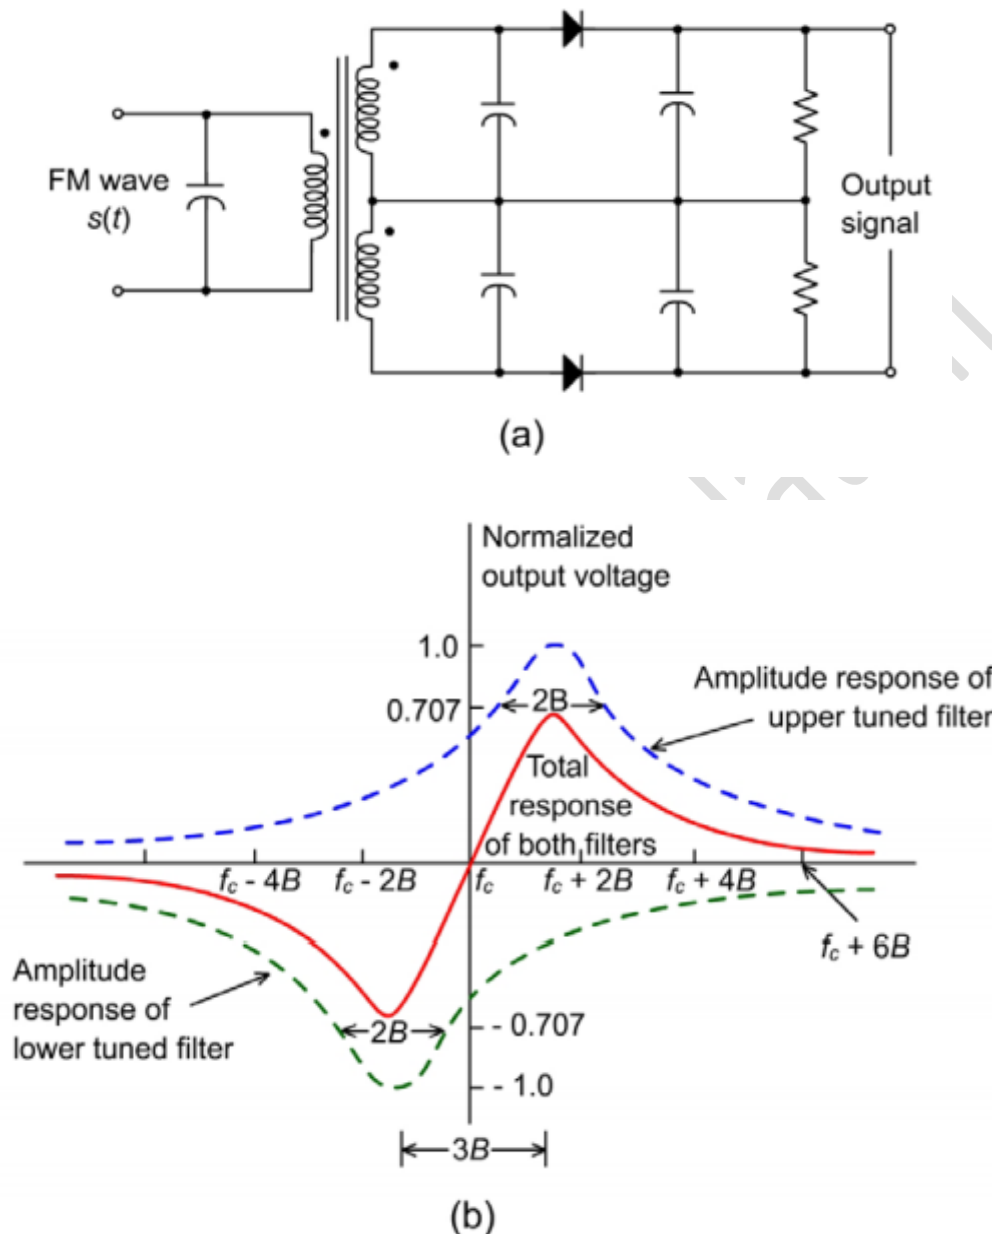 FM wave
s(t)
Output
signal
(a)
Normalized
output voltage
1.0
0.707
2B
Amplitude response of
upper tuned filter
Total
response
of both filters
fc - 4B
fc - 2B
fc
fc + 2B
fc + 4B
fc + 6B
Amplitude
response of
lower tuned filter
2B
- 0.707
- 1.0
3B
(b)